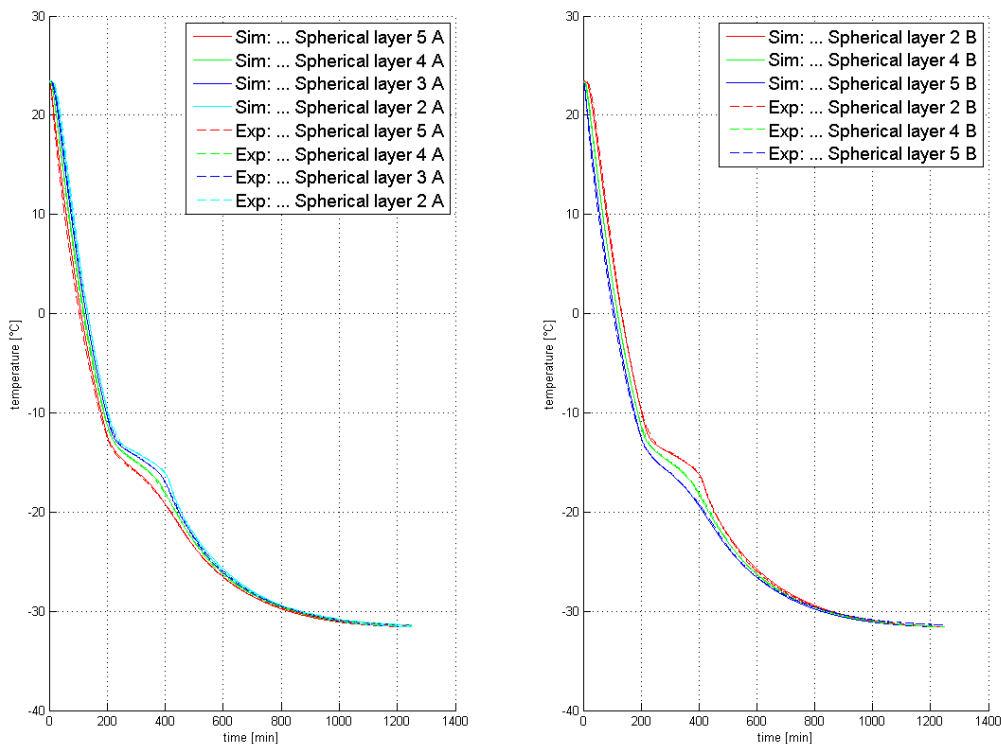 30
20
10
0
-10
-20
-30
-40
temperature [°C]
0
200
400
600
800
1000
1200
1400
time [min]
Sim: ... Spherical layer 5 A
Sim: ... Spherical layer 4 A
Sim: ... Spherical layer 3 A
Sim: ... Spherical layer 2 A
Exp: ... Spherical layer 5 A
Exp: ... Spherical layer 4 A
Exp: ... Spherical layer 3 A
Exp: ... Spherical layer 2 A
30
20
10
0
-10
-20
-30
-40
temperature [°C]
0
200
400
600
800
1000
1200
1400
time [min]
Sim: ... Spherical layer 2 B
Sim: ... Spherical layer 4 B
Sim: ... Spherical layer 5 B
Exp: ... Spherical layer 2 B
Exp: ... Spherical layer 4 B
Exp: ... Spherical layer 5 B